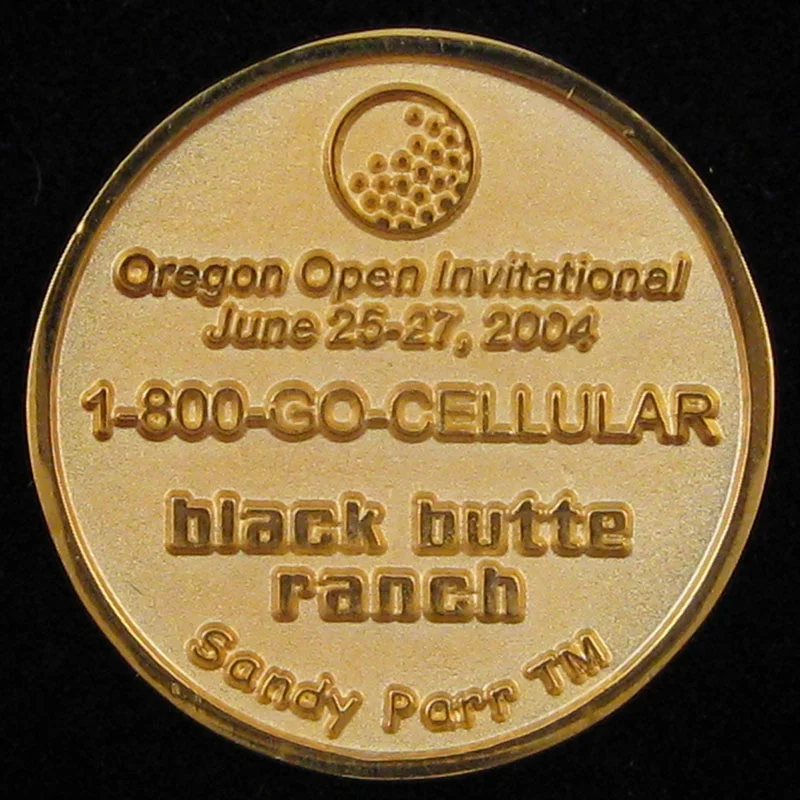 Oregon Open Invitational
June 25-27, 2004
1-800-GO-CELLULAR
black butte
ranch
Sandy Parr TM